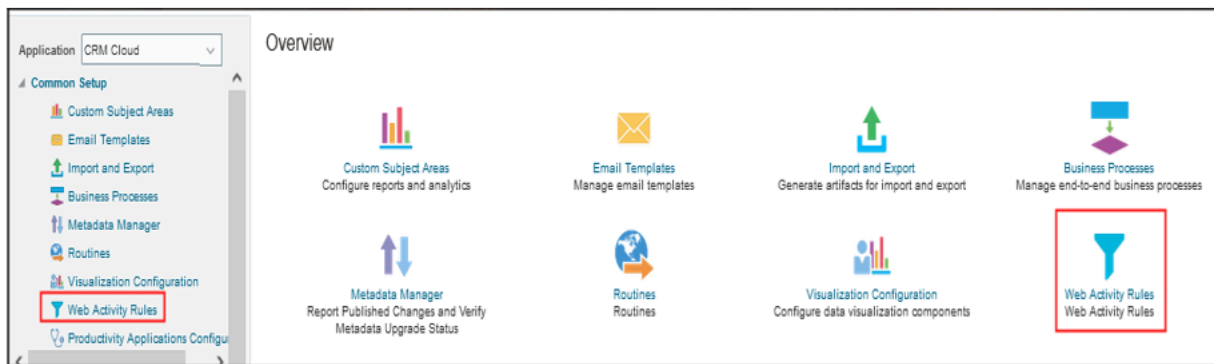 Application CRM Cloud
Common Setup
Custom Subject Areas
Email Templates
Import and Export
Business Processes
Metadata Manager
Routines
Visualization Configuration
Web Activity Rules
Productivity Applications Configu
Overview
Custom Subject Areas
Configure reports and analytics
Email Templates
Manage email templates
Import and Export
Generate artifacts for import and export
Business Processes
Manage end-to-end business processes
Metadata Manager
Report Published Changes and Verify
Metadata Upgrade Status
Routines
Routines
Visualization Configuration
Configure data visualization components
Web Activity Rules
Web Activity Rules